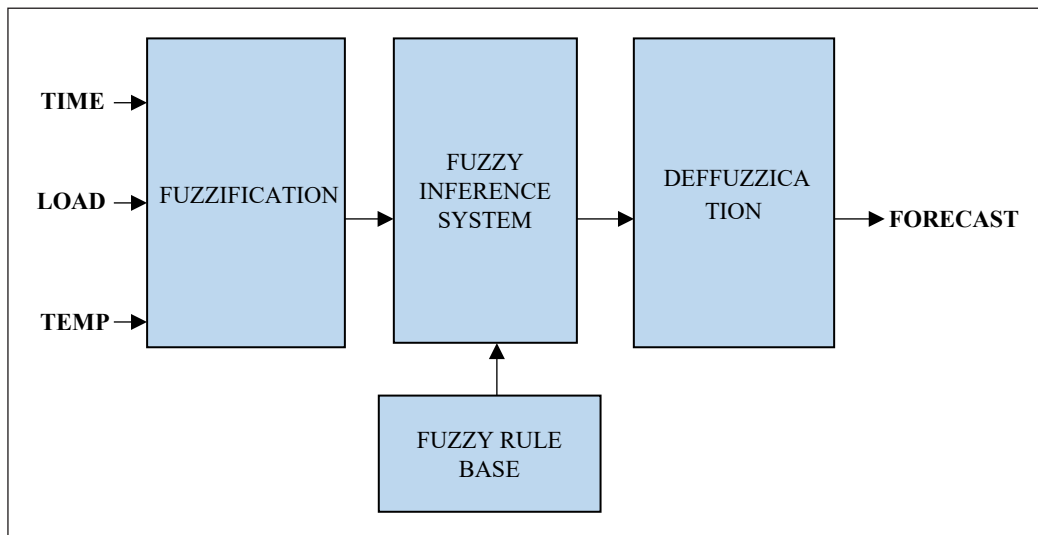 TIME
LOAD
TEMP
FUZZIFICATION
FUZZY
INFERENCE
SYSTEM
DEFFUZZICA
TION
FORECAST
FUZZY RULE
BASE